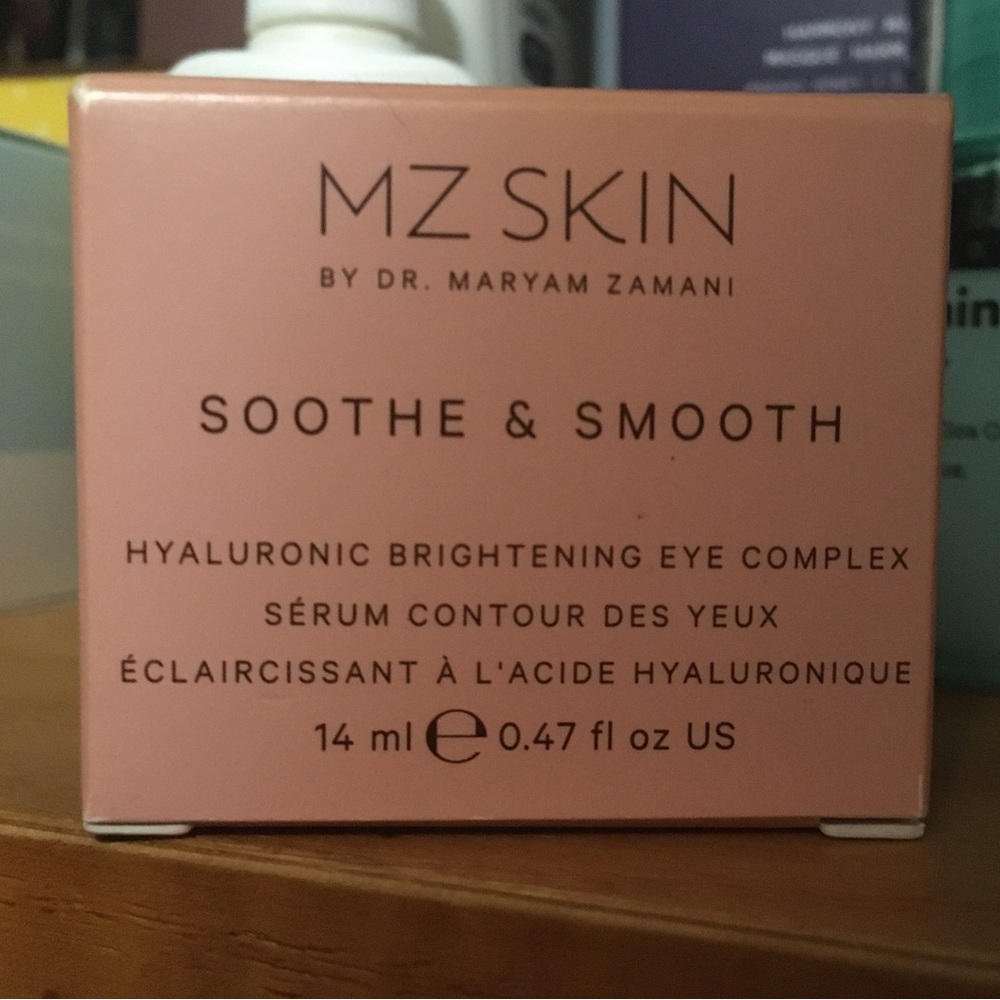 MZ SKIN
BY DR. MARYAM ZAMANI
SOOTHE & SMOOTH
HYALURONIC BRIGHTENING EYE COMPLEX
SÉRUM CONTOUR DES YEUX
ÉCLAIRCISSANT À L'ACIDE HYALURONIQUE
14 ml ℮ 0.47 fl oz US